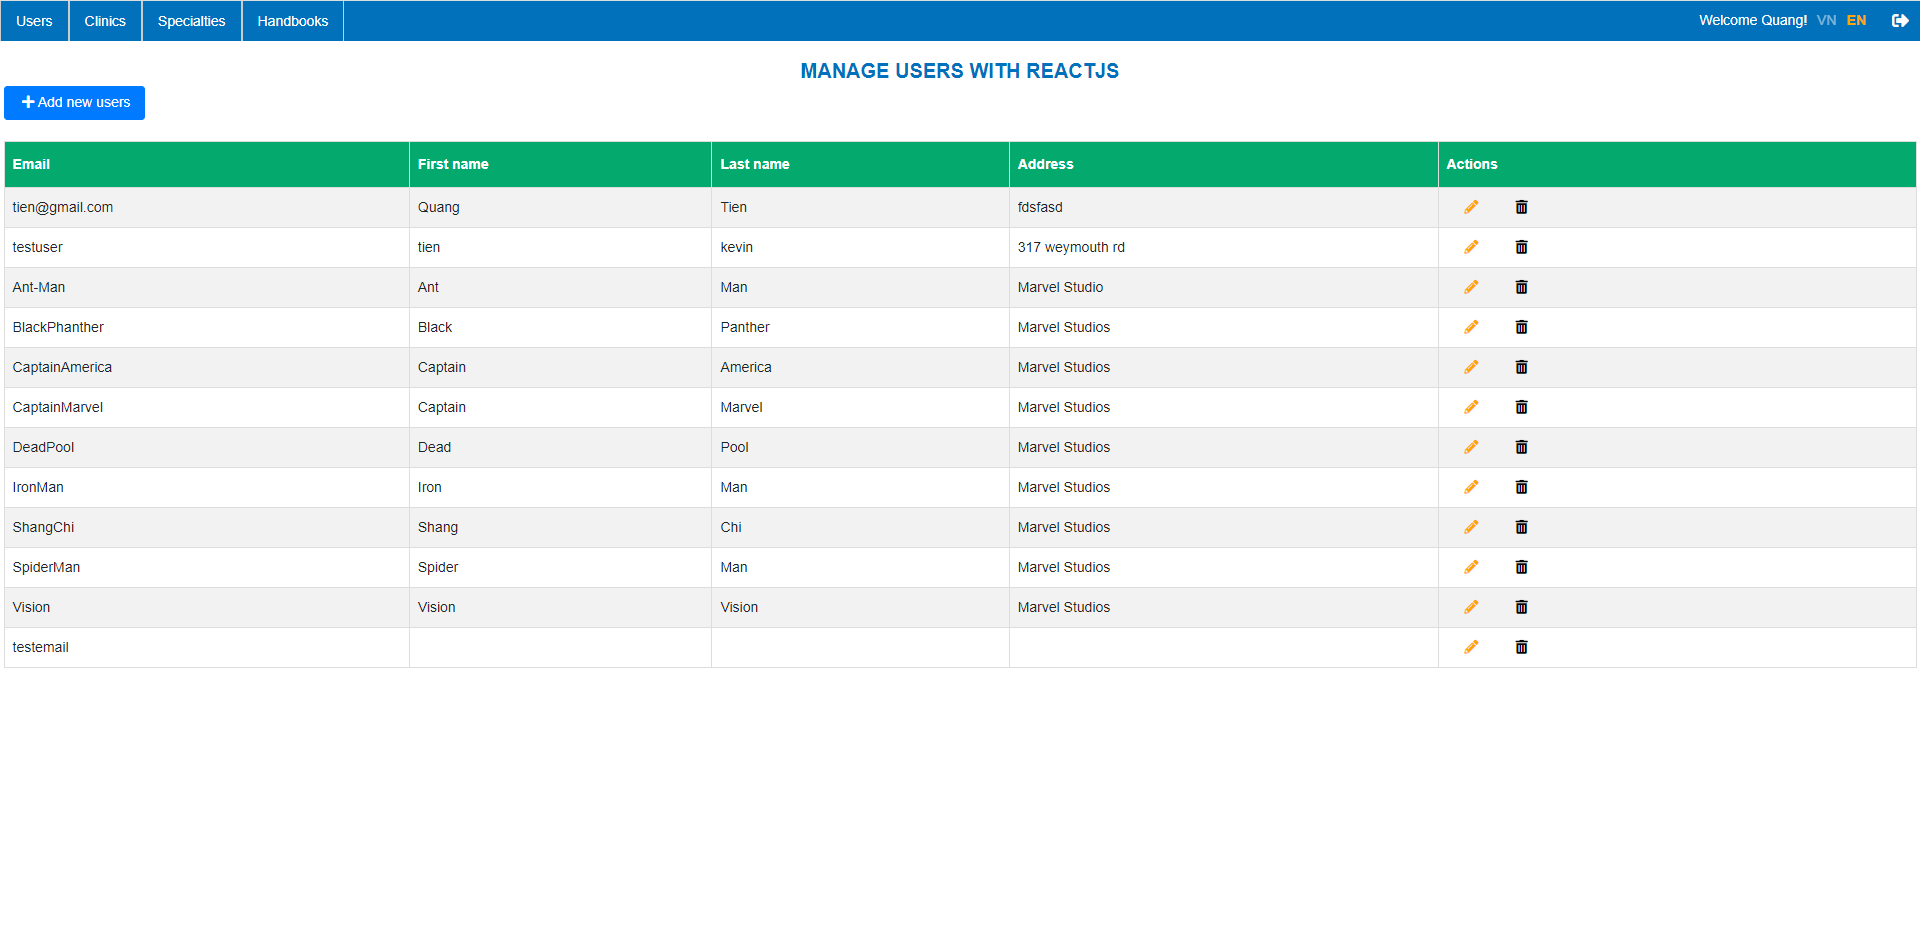 Users Clinics Specialties Handbooks Welcome Quang! VN EN
MANAGE USERS WITH REACTJS
Add new users
Email First name Last name Address Actions
tien@gmail.com Quang Tien fdsfasd
testuser tien kevin 317 weymouth rd
Ant-Man Ant Man Marvel Studio
BlackPhanther Black Panther Marvel Studios
CaptainAmerica Captain America Marvel Studios
CaptainMarvel Captain Marvel Marvel Studios
DeadPool Dead Pool Marvel Studios
IronMan Iron Man Marvel Studios
ShangChi Shang Chi Marvel Studios
SpiderMan Spider Man Marvel Studios
Vision Vision Vision Marvel Studios
testemail